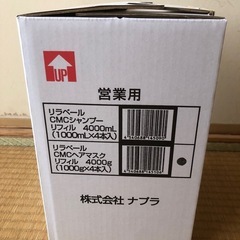 UP
営業用
リラベール
CMCシャンプー
リフィル 4000mL
(1000mL×4本入)
リラベール
CMCヘアマスク
リフィル 4000g
(1000g×4本入)
株式会社 ナプラ